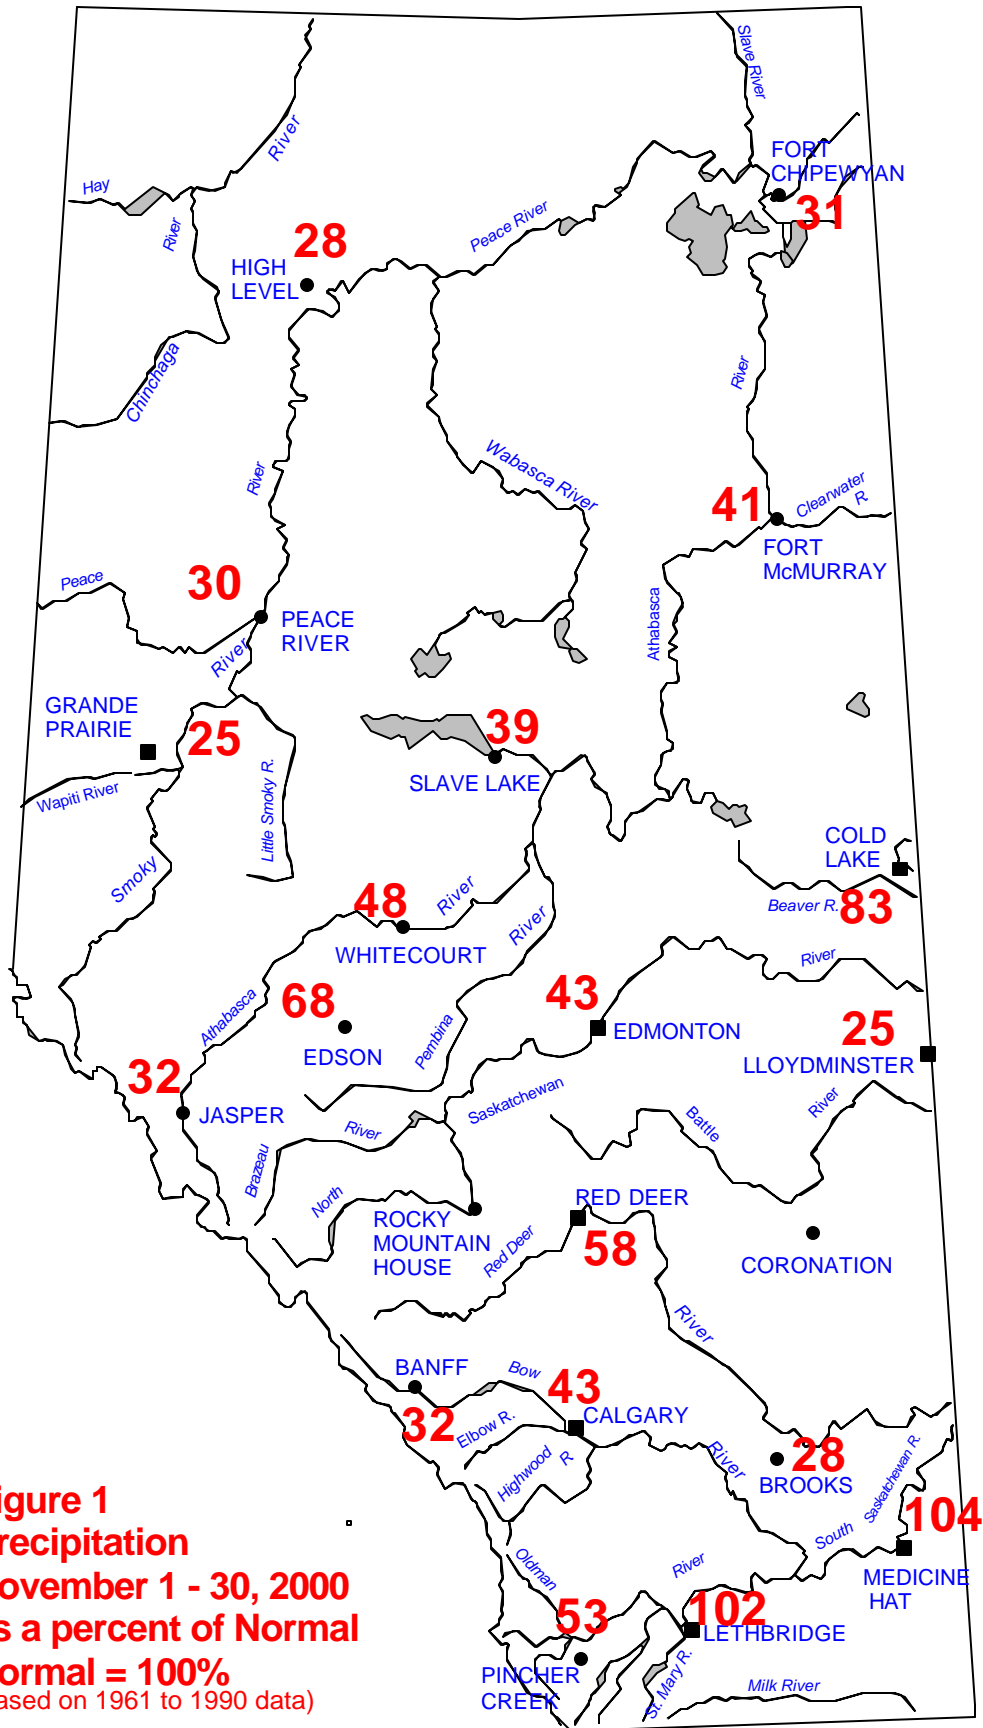 Slave River
FORT
CHIPEWYAN
31
Hay
River
River
Peace River
28
HIGH
LEVEL
Chinchaga
River
Wabasca River
River
41
Clearwater
R.
FORT
McMURRAY
Peace
30
PEACE
RIVER
River
Athabasca
GRANDE
PRAIRIE
25
39
SLAVE LAKE
Wapiti River
Little Smoky R.
Smoky
COLD
LAKE
Beaver R.
83
48
River
WHITECOURT
River
River
68
EDSON
Athabasca
Pembina
43
EDMONTON
25
LLOYDMINSTER
32
JASPER
Saskatchewan
River
Battle
River
Brazeau
North
ROCKY
MOUNTAIN
HOUSE
RED DEER
58
Red Deer
CORONATION
River
BANFF
32
Bow
43
CALGARY
Elbow R.
Highwood
R
River
28
BROOKS
Saskatchewan R.
104
South
MEDICINE
HAT
Oldman
River
53
102
LETHBRIDGE
PINCHER
CREEK
St. Mary R.
Milk River
igure 1
recipitation
ovember 1 - 30, 2000
s a percent of Normal
ormal = 100%
ased on 1961 to 1990 data)